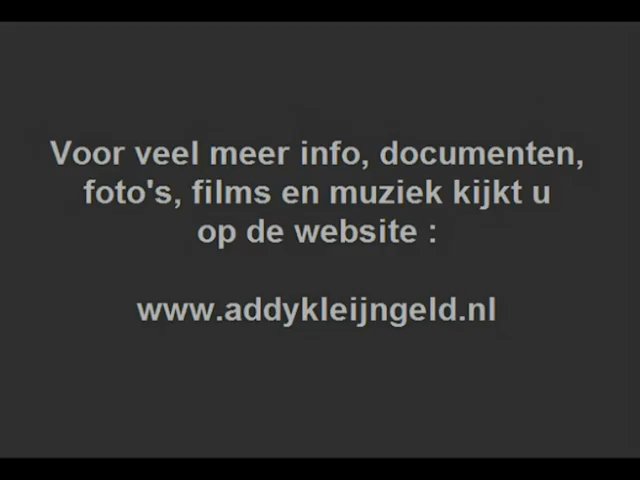 Voor veel meer info, documenten,
foto's, films en muziek kijkt u
op de website :
www.addykleijngeld.nl